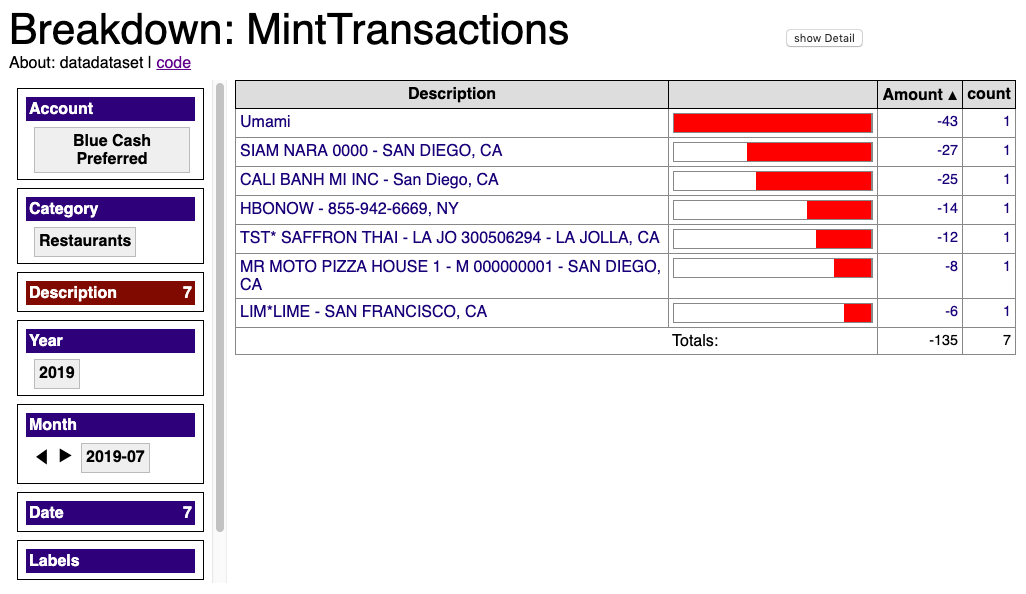 Breakdown: MintTransactions
show Detail
About: datadataset | code
Account
Blue Cash
Preferred
Category
Restaurants
Description 7
Year
2019
Month
◀ ▶ 2019-07
Date 7
Labels
Description Amount ▲ count
Umami -43 1
SIAM NARA 0000 - SAN DIEGO, CA -27 1
CALI BANH MI INC - San Diego, CA -25 1
HBONOW - 855-942-6669, NY -14 1
TST* SAFFRON THAI - LA JO 300506294 - LA JOLLA, CA -12 1
MR MOTO PIZZA HOUSE 1 - M 000000001 - SAN DIEGO, -8 1
CA
LIM*LIME - SAN FRANCISCO, CA -6 1
Totals: -135 7